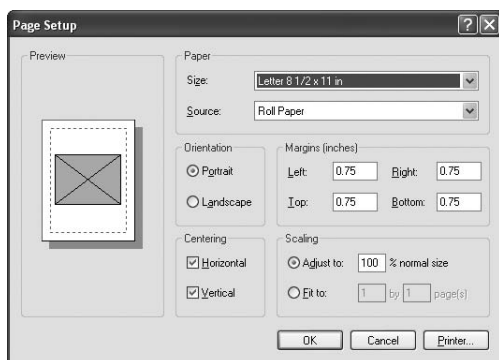 Page Setup
Preview
Paper
Size: Letter 8 1/2 x 11 in
Source: Roll Paper
Orientation
Portrait
Landscape
Margins (inches)
Left: 0.75 Right: 0.75
Top: 0.75 Bottom: 0.75
Centering
Horizontal
Vertical
Scaling
Adjust to: 100 % normal size
Fit to: 1 by 1 page(s)
OK Cancel Printer...